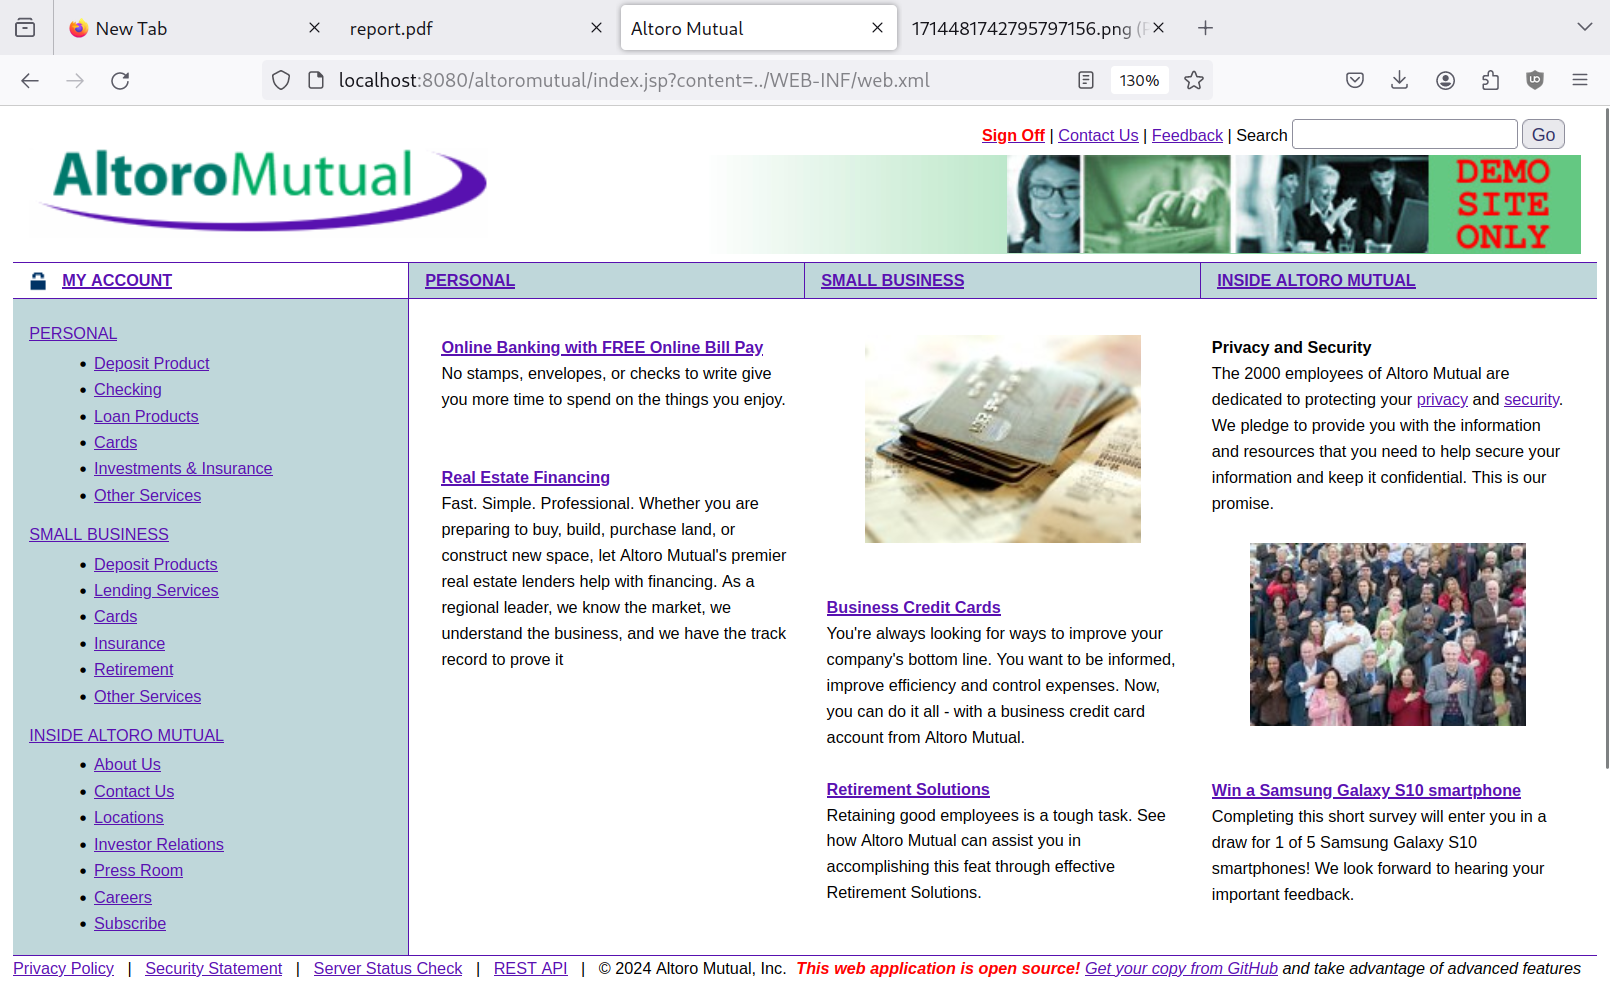 New Tab
report.pdf
Altoro Mutual
1714481742795797156.png
localhost:8080/altoromutual/index.jsp?content=../WEB-INF/web.xml
130%
Sign Off | Contact Us | Feedback | Search
Go
AltoroMutual
DEMO
SITE
ONLY
MY ACCOUNT
PERSONAL
SMALL BUSINESS
INSIDE ALTORO MUTUAL
PERSONAL
Deposit Product
Checking
Loan Products
Cards
Investments & Insurance
Other Services
SMALL BUSINESS
Deposit Products
Lending Services
Cards
Insurance
Retirement
Other Services
INSIDE ALTORO MUTUAL
About Us
Contact Us
Locations
Investor Relations
Press Room
Careers
Subscribe
Online Banking with FREE Online Bill Pay
No stamps, envelopes, or checks to write give
you more time to spend on the things you enjoy.
Real Estate Financing
Fast. Simple. Professional. Whether you are
preparing to buy, build, purchase land, or
construct new space, let Altoro Mutual's premier
real estate lenders help with financing. As a
regional leader, we know the market, we
understand the business, and we have the track
record to prove it
Business Credit Cards
You're always looking for ways to improve your
company's bottom line. You want to be informed,
improve efficiency and control expenses. Now,
you can do it all - with a business credit card
account from Altoro Mutual.
Retirement Solutions
Retaining good employees is a tough task. See
how Altoro Mutual can assist you in
accomplishing this feat through effective
Retirement Solutions.
Privacy and Security
The 2000 employees of Altoro Mutual are
dedicated to protecting your privacy and security.
We pledge to provide you with the information
and resources that you need to help secure your
information and keep it confidential. This is our
promise.
Win a Samsung Galaxy S10 smartphone
Completing this short survey will enter you in a
draw for 1 of 5 Samsung Galaxy S10
smartphones! We look forward to hearing your
important feedback.
Privacy Policy | Security Statement | Server Status Check | REST API | © 2024 Altoro Mutual, Inc. This web application is open source! Get your copy from GitHub and take advantage of advanced features